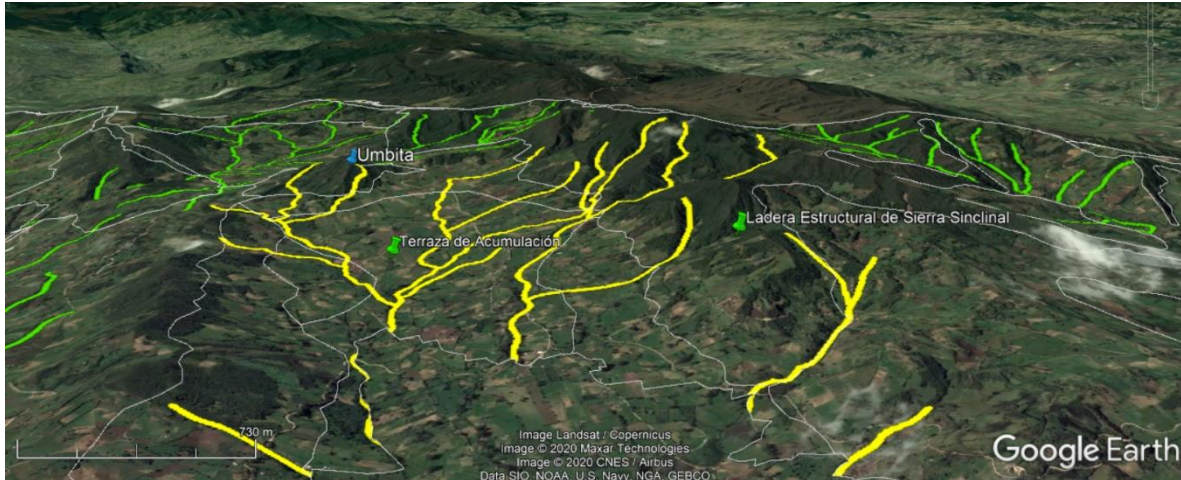 Umbita
Ladera Estructural de Sierra Sinclinal
Terraza de Acumulación
730 m
Image Landsat / Copernicus
Image © 2020 Maxar Technologies
Image © 2020 CNES / Airbus
Data SIO, NOAA, U.S. Navy, NGA, GEBCO
Google Earth